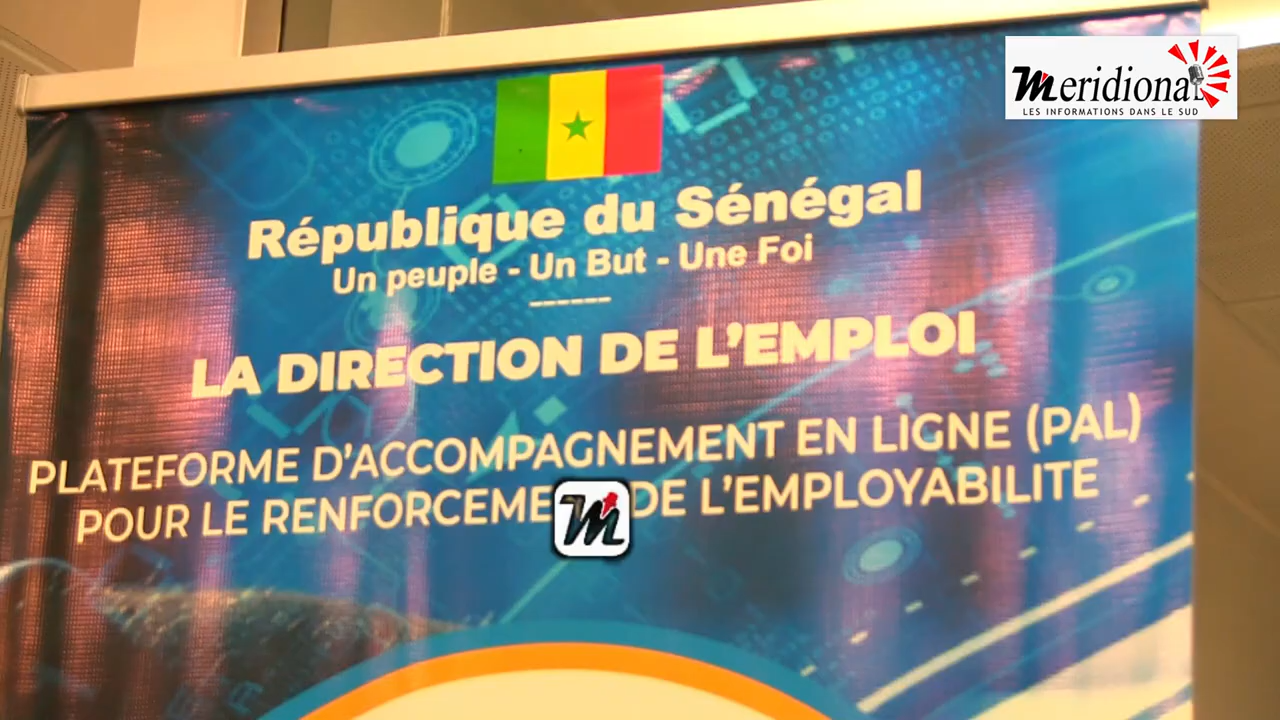 Meridional
LES INFORMATIONS DANS LE SUD
République du Sénégal
Un peuple - Un But - Une Foi
------
LA DIRECTION DE L'EMPLOI
PLATEFORME D'ACCOMPAGNEMENT EN LIGNE (PAL)
POUR LE RENFORCEME DE L'EMPLOYABILITE
m